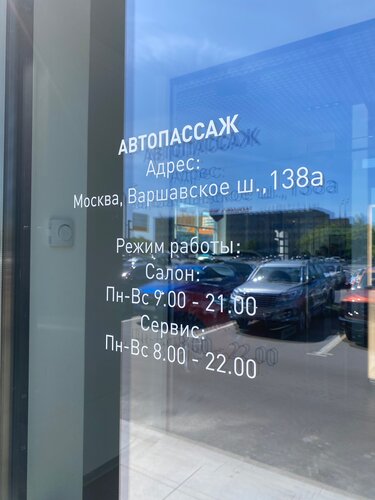 АВТОПАССАЖ
Адрес:
Москва, Варшавское ш.,138а
Режим работы:
Салон:
Пн-Вс 9.00 - 21.00
Сервис:
Пн-Вс 8.00 - 22.00